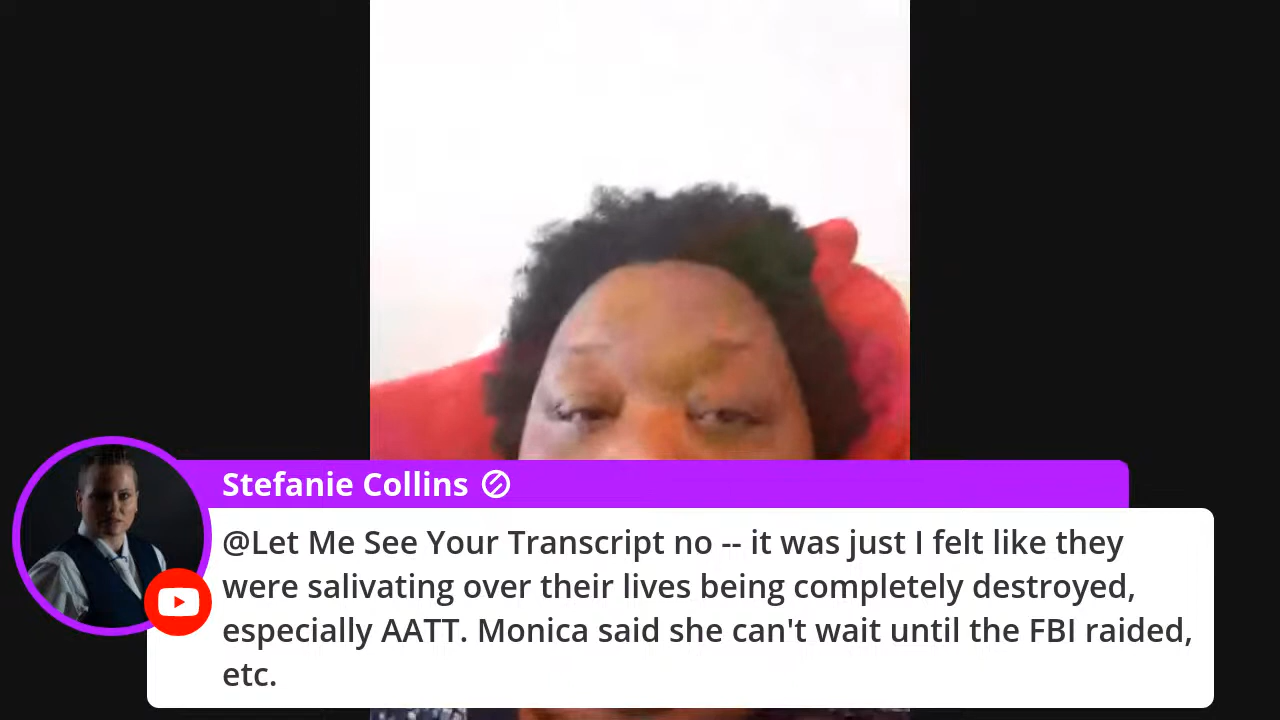 Stefanie Collins
@Let Me See Your Transcript no -- it was just I felt like they
were salivating over their lives being completely destroyed,
especially AATT. Monica said she can't wait until the FBI raided,
etc.